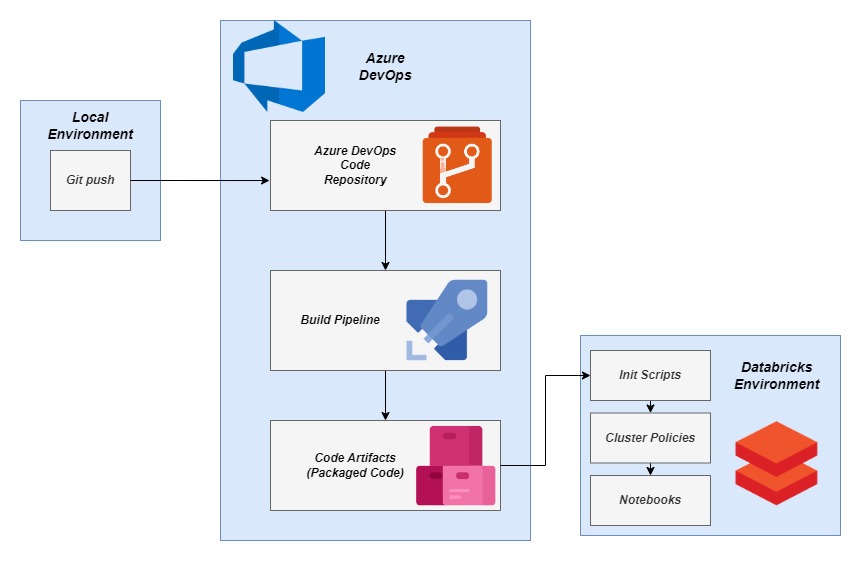 Local
Environment
Git push
Azure
DevOps
Azure DevOps
Code
Repository
Build Pipeline
Code Artifacts
(Packaged Code)
Databricks
Environment
Init Scripts
Cluster Policies
Notebooks